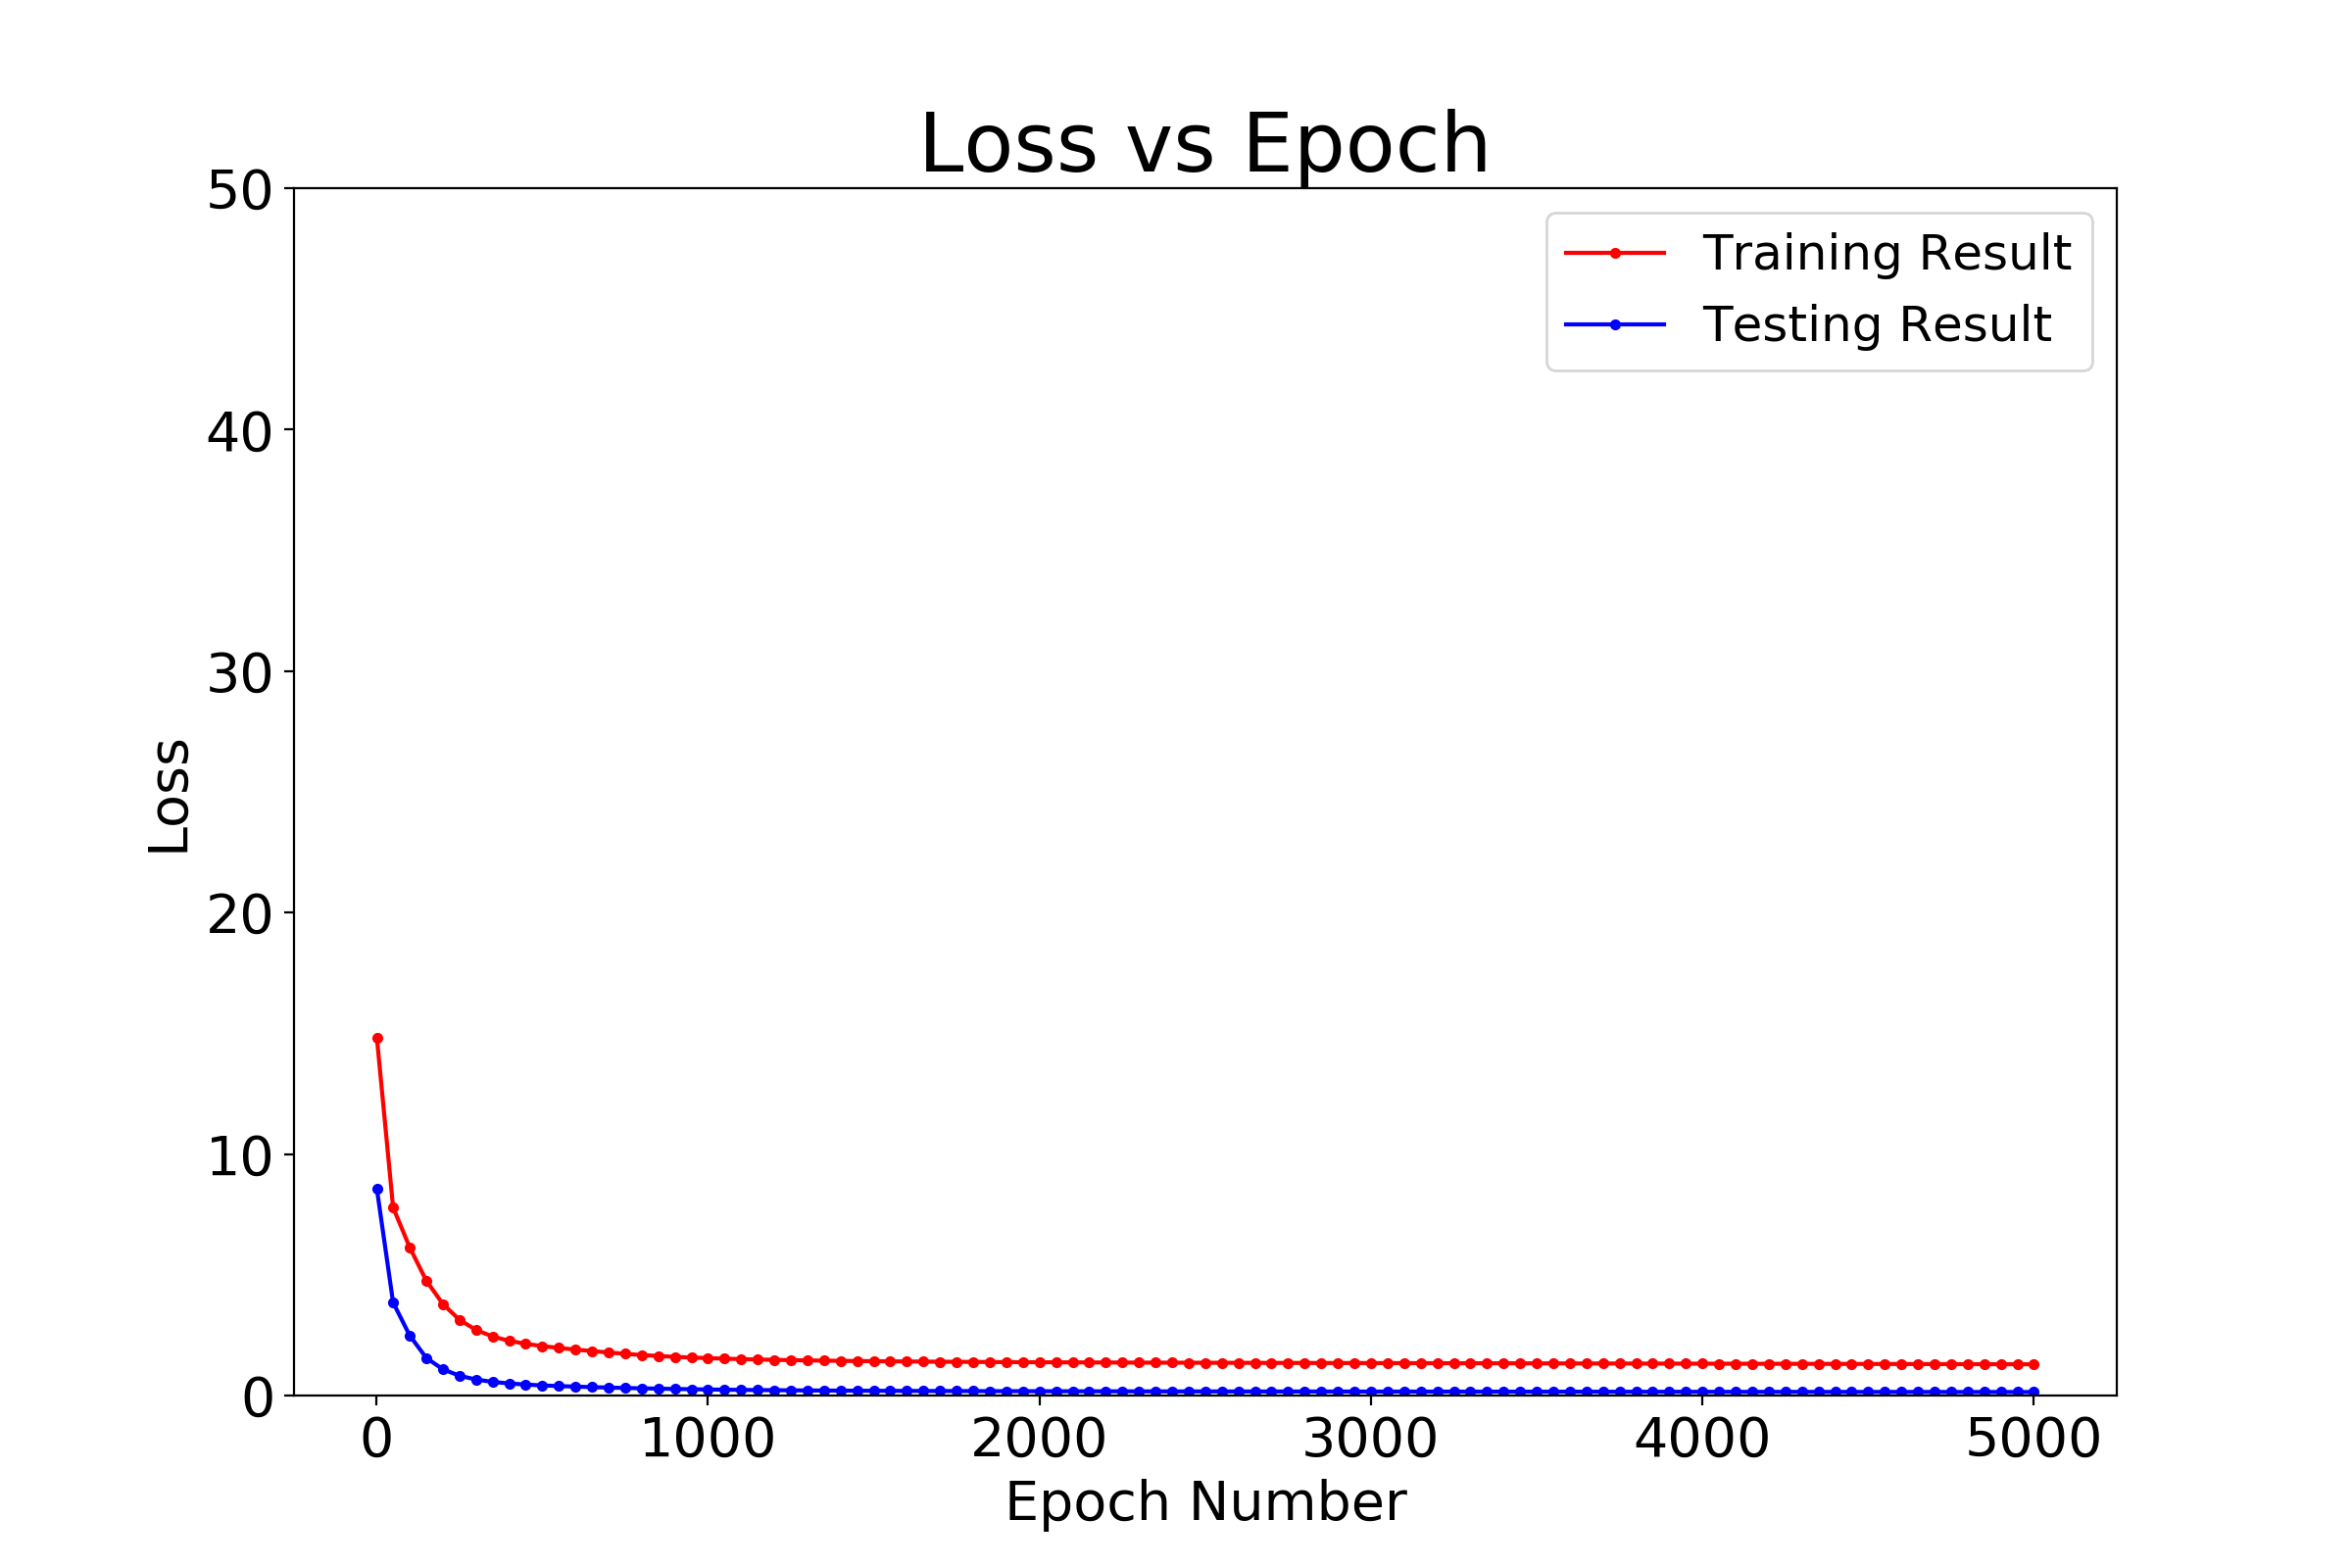 Loss vs Epoch
Training Result
Testing Result
50
40
30
20
10
0
Loss
0 1000 2000 3000 4000 5000
Epoch Number